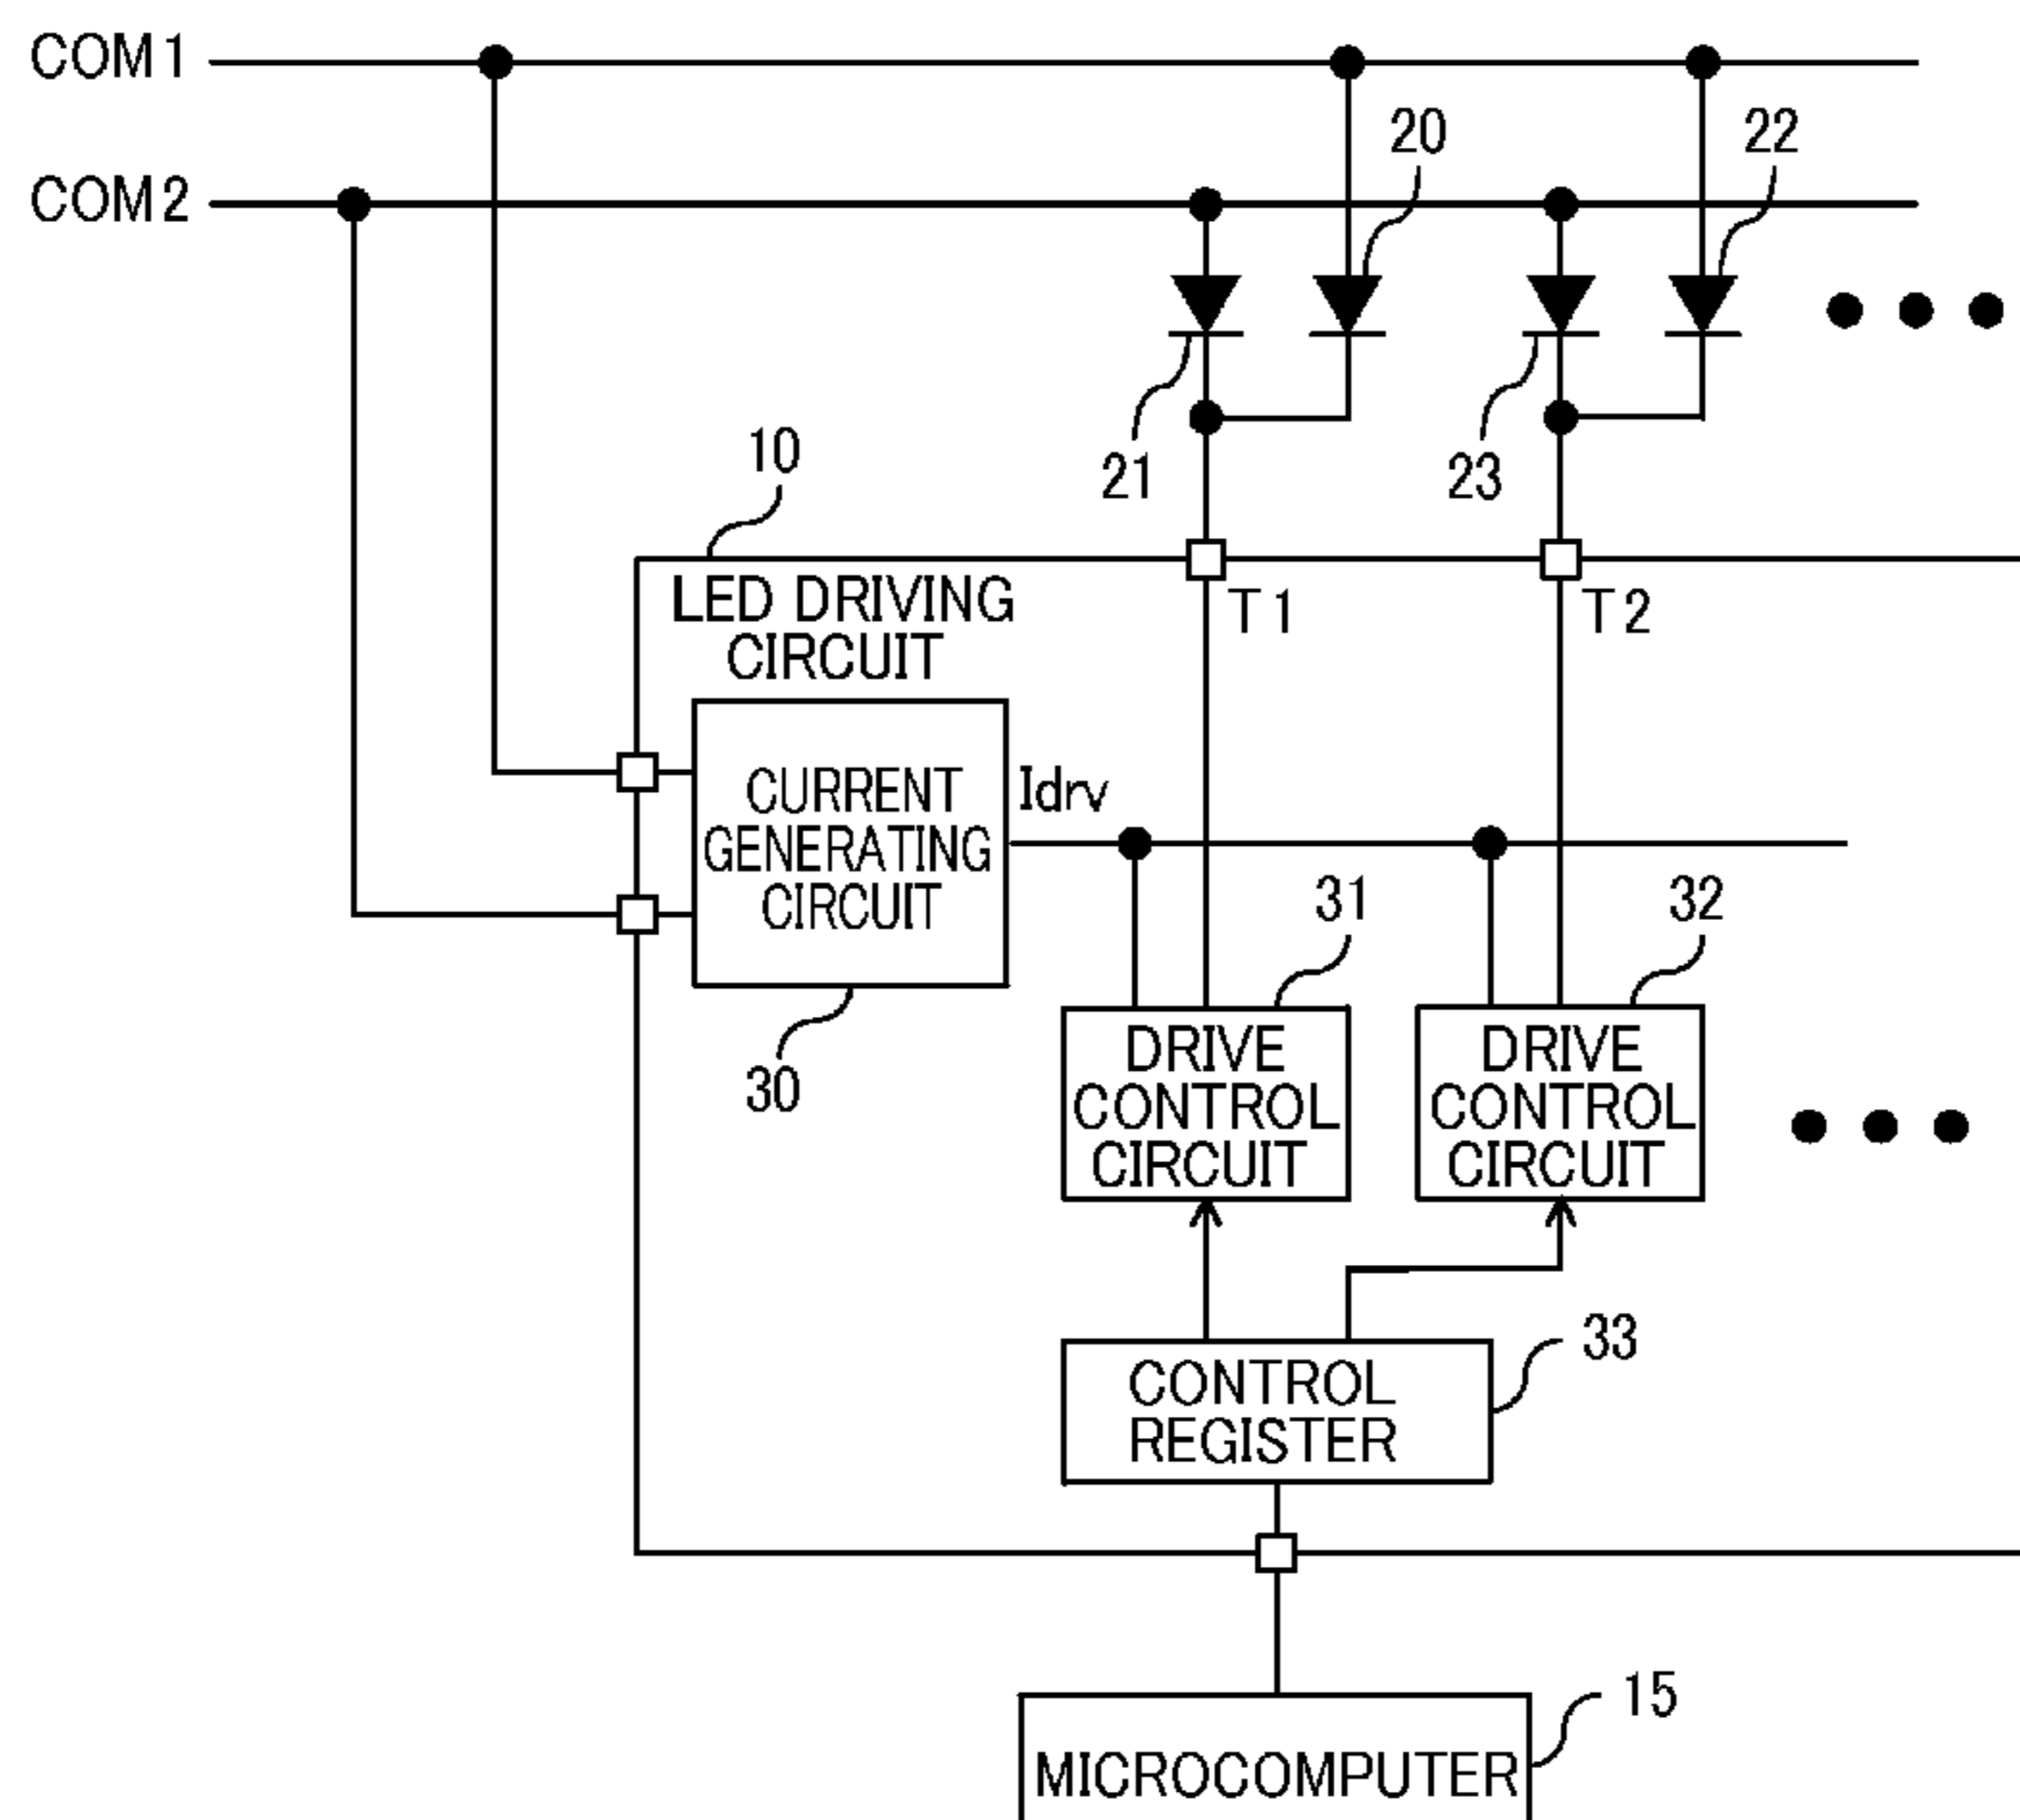 COM1
20
22
COM2
21
23
10
LED DRIVING
CIRCUIT
T1
T2
CURRENT
GENERATING
CIRCUIT
Idrv
31
32
30
DRIVE
CONTROL
CIRCUIT
DRIVE
CONTROL
CIRCUIT
33
CONTROL
REGISTER
15
MICROCOMPUTER